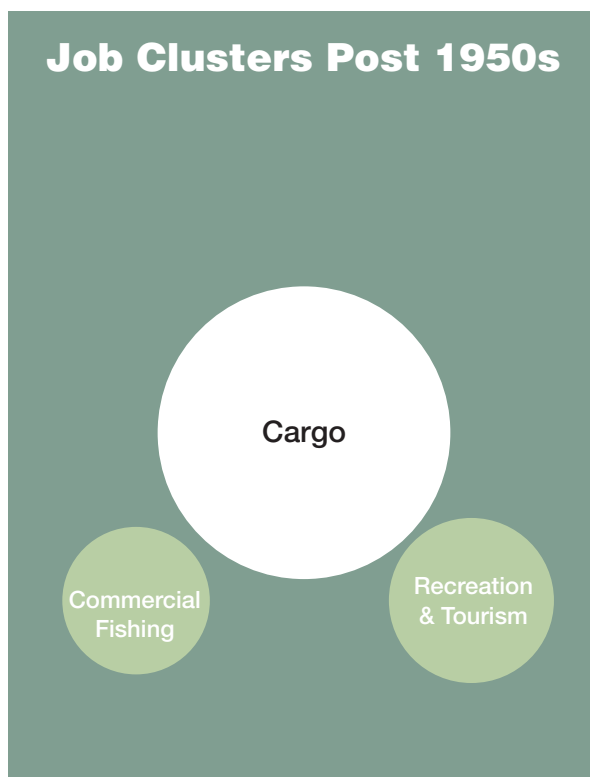 Job Clusters Post 1950s
Cargo
Commercial
Fishing
Recreation
& Tourism